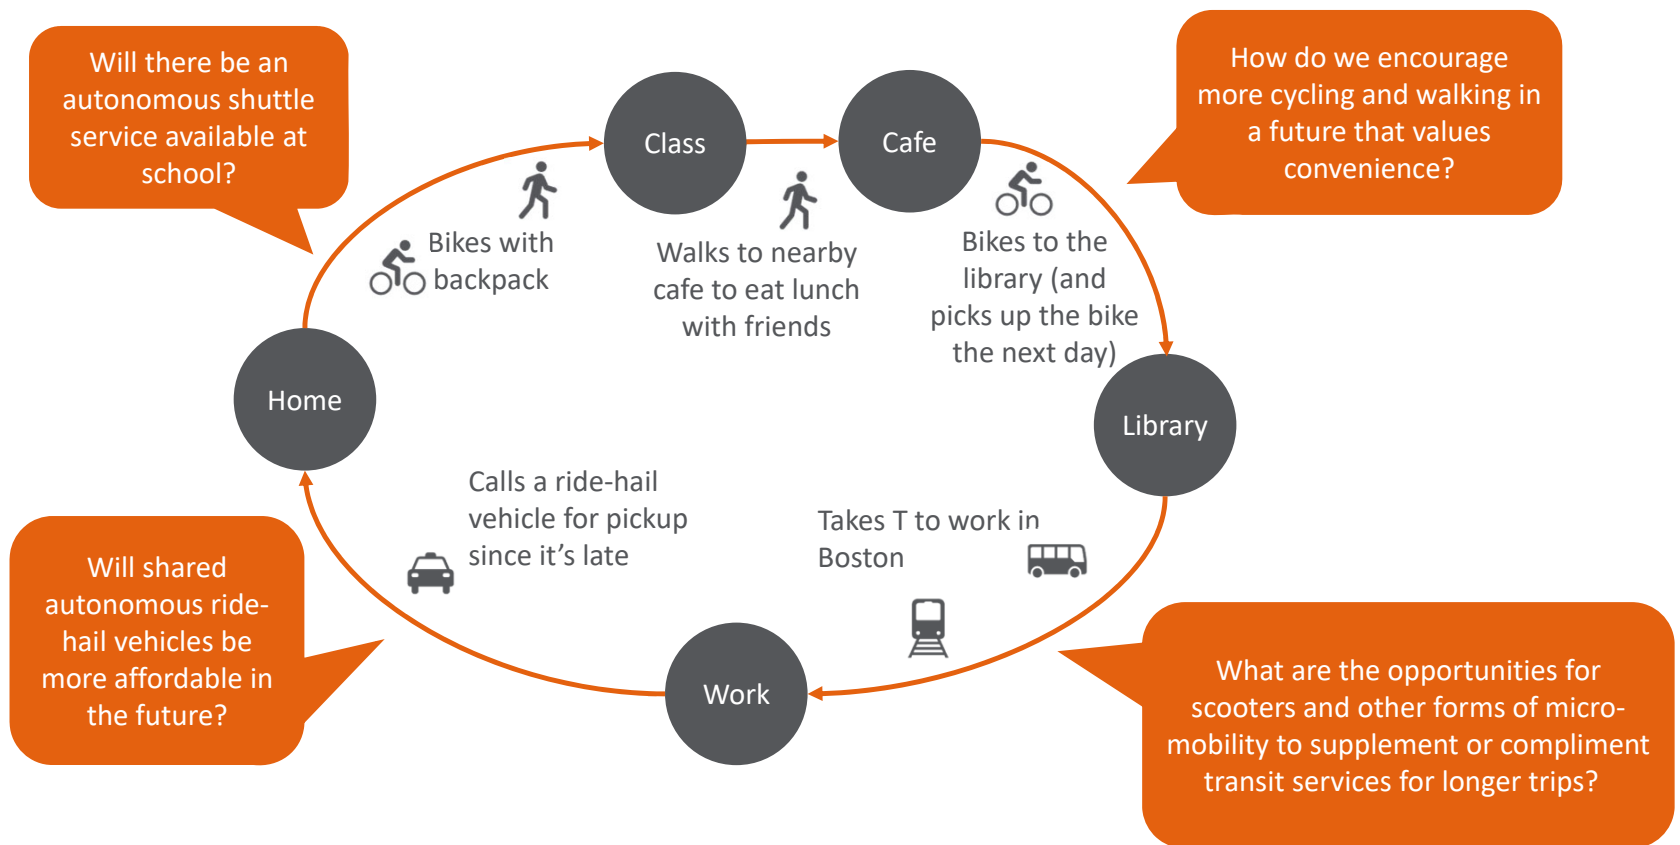 Will there be an
autonomous shuttle
service available at
school?
How do we encourage
more cycling and walking in
a future that values
convenience?
Class
Cafe
Bikes with
backpack
Walks to nearby
cafe to eat lunch
with friends
Bikes to the
library (and
picks up the bike
the next day)
Home
Library
Calls a ride-hail
vehicle for pickup
since it’s late
Takes T to work in
Boston
Will shared
autonomous ride-
hail vehicles be
more affordable in
the future?
Work
What are the opportunities for
scooters and other forms of micro-
mobility to supplement or compliment
transit services for longer trips?